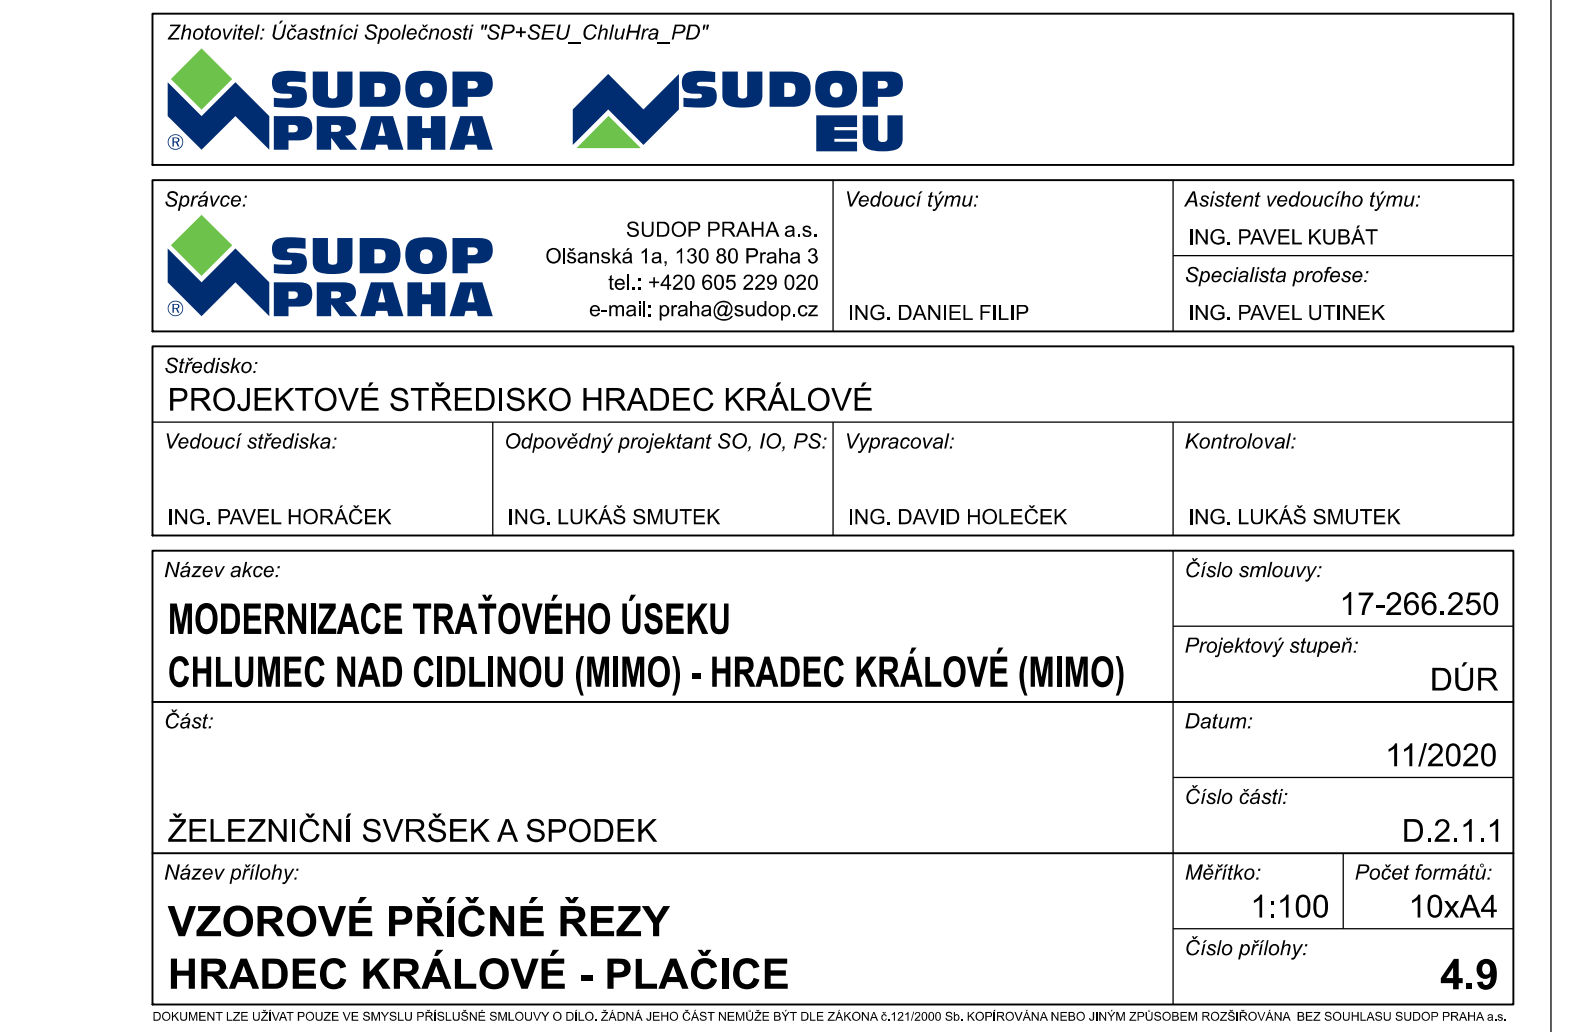 Zhotovitel: Účastníci Společnosti "SP+SEU_ChluHra_PD"
SUDOP PRAHA ®
SUDOP EU
Správce:
SUDOP PRAHA ®
SUDOP PRAHA a.s.
Olšanská 1a, 130 80 Praha 3
tel.: +420 605 229 020
e-mail: praha@sudop.cz
Vedoucí týmu:
ING. DANIEL FILIP
Asistent vedoucího týmu:
ING. PAVEL KUBÁT
Specialista profese:
ING. PAVEL UTINEK
Středisko:
PROJEKTOVÉ STŘEDISKO HRADEC KRÁLOVÉ
Vedoucí střediska:
ING. PAVEL HORÁČEK
Odpovědný projektant SO, IO, PS:
ING. LUKÁŠ SMUTEK
Vypracoval:
ING. DAVID HOLEČEK
Kontroloval:
ING. LUKÁŠ SMUTEK
Název akce:
MODERNIZACE TRAŤOVÉHO ÚSEKU
CHLUMEC NAD CIDLINOU (MIMO) - HRADEC KRÁLOVÉ (MIMO)
Číslo smlouvy:
17-266.250
Projektový stupeň:
DÚR
Část:
ŽELEZNIČNÍ SVRŠEK A SPODEK
Datum:
11/2020
Číslo části:
D.2.1.1
Název přílohy:
VZOROVÉ PŘÍČNÉ ŘEZY
HRADEC KRÁLOVÉ - PLAČICE
Měřítko:
1:100
Počet formátů:
10xA4
Číslo přílohy:
4.9
DOKUMENT LZE UŽÍVAT POUZE VE SMYSLU PŘÍSLUŠNÉ SMLOUVY O DÍLO. ŽÁDNÁ JEHO ČÁST NEMŮŽE BÝT DLE ZÁKONA č.121/2000 Sb. KOPÍROVÁNA NEBO JINÝM ZPŮSOBEM ROZŠIŘOVÁNA BEZ SOUHLASU SUDOP PRAHA a.s.